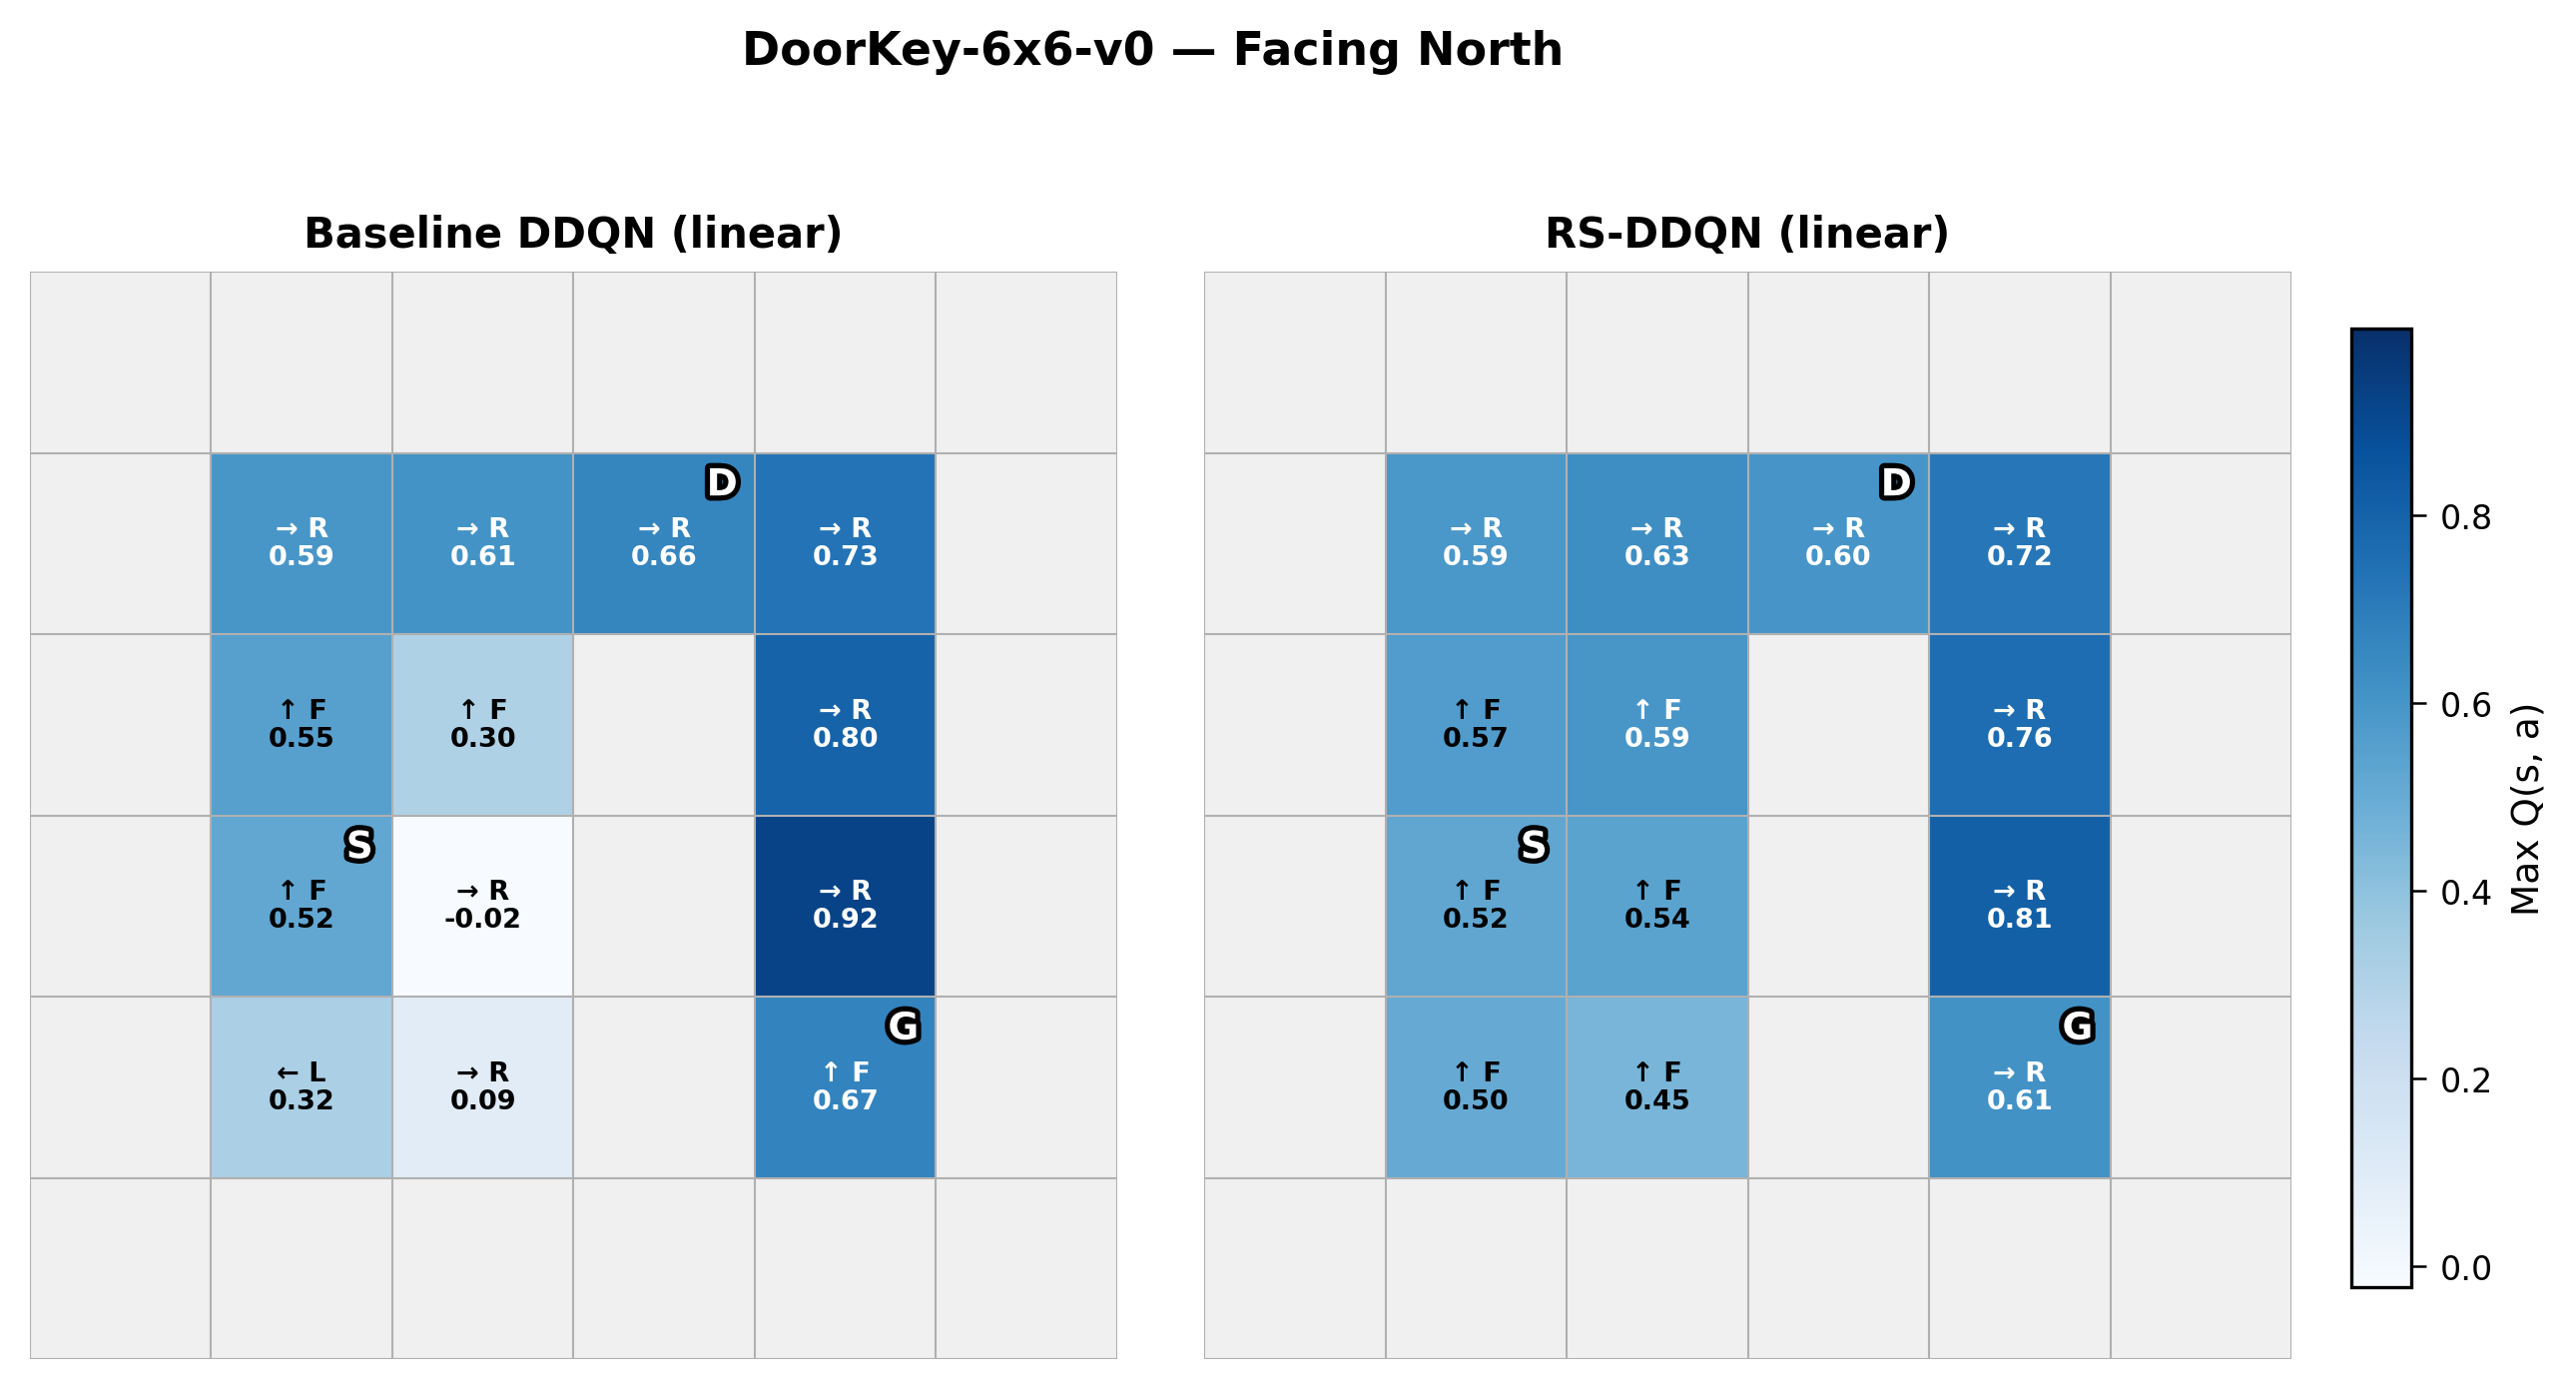 DoorKey-6x6-v0 — Facing North
Baseline DDQN (linear)
D
→ R
0.59
→ R
0.61
→ R
0.66
→ R
0.73
↑ F
0.55
↑ F
0.30
→ R
0.80
S
↑ F
0.52
→ R
-0.02
→ R
0.92
G
← L
0.32
→ R
0.09
↑ F
0.67
RS-DDQN (linear)
D
→ R
0.59
→ R
0.63
→ R
0.60
→ R
0.72
↑ F
0.57
↑ F
0.59
→ R
0.76
S
↑ F
0.52
↑ F
0.54
→ R
0.81
G
↑ F
0.50
↑ F
0.45
→ R
0.61
0.8
0.6
0.4
0.2
0.0
Max Q(s, a)